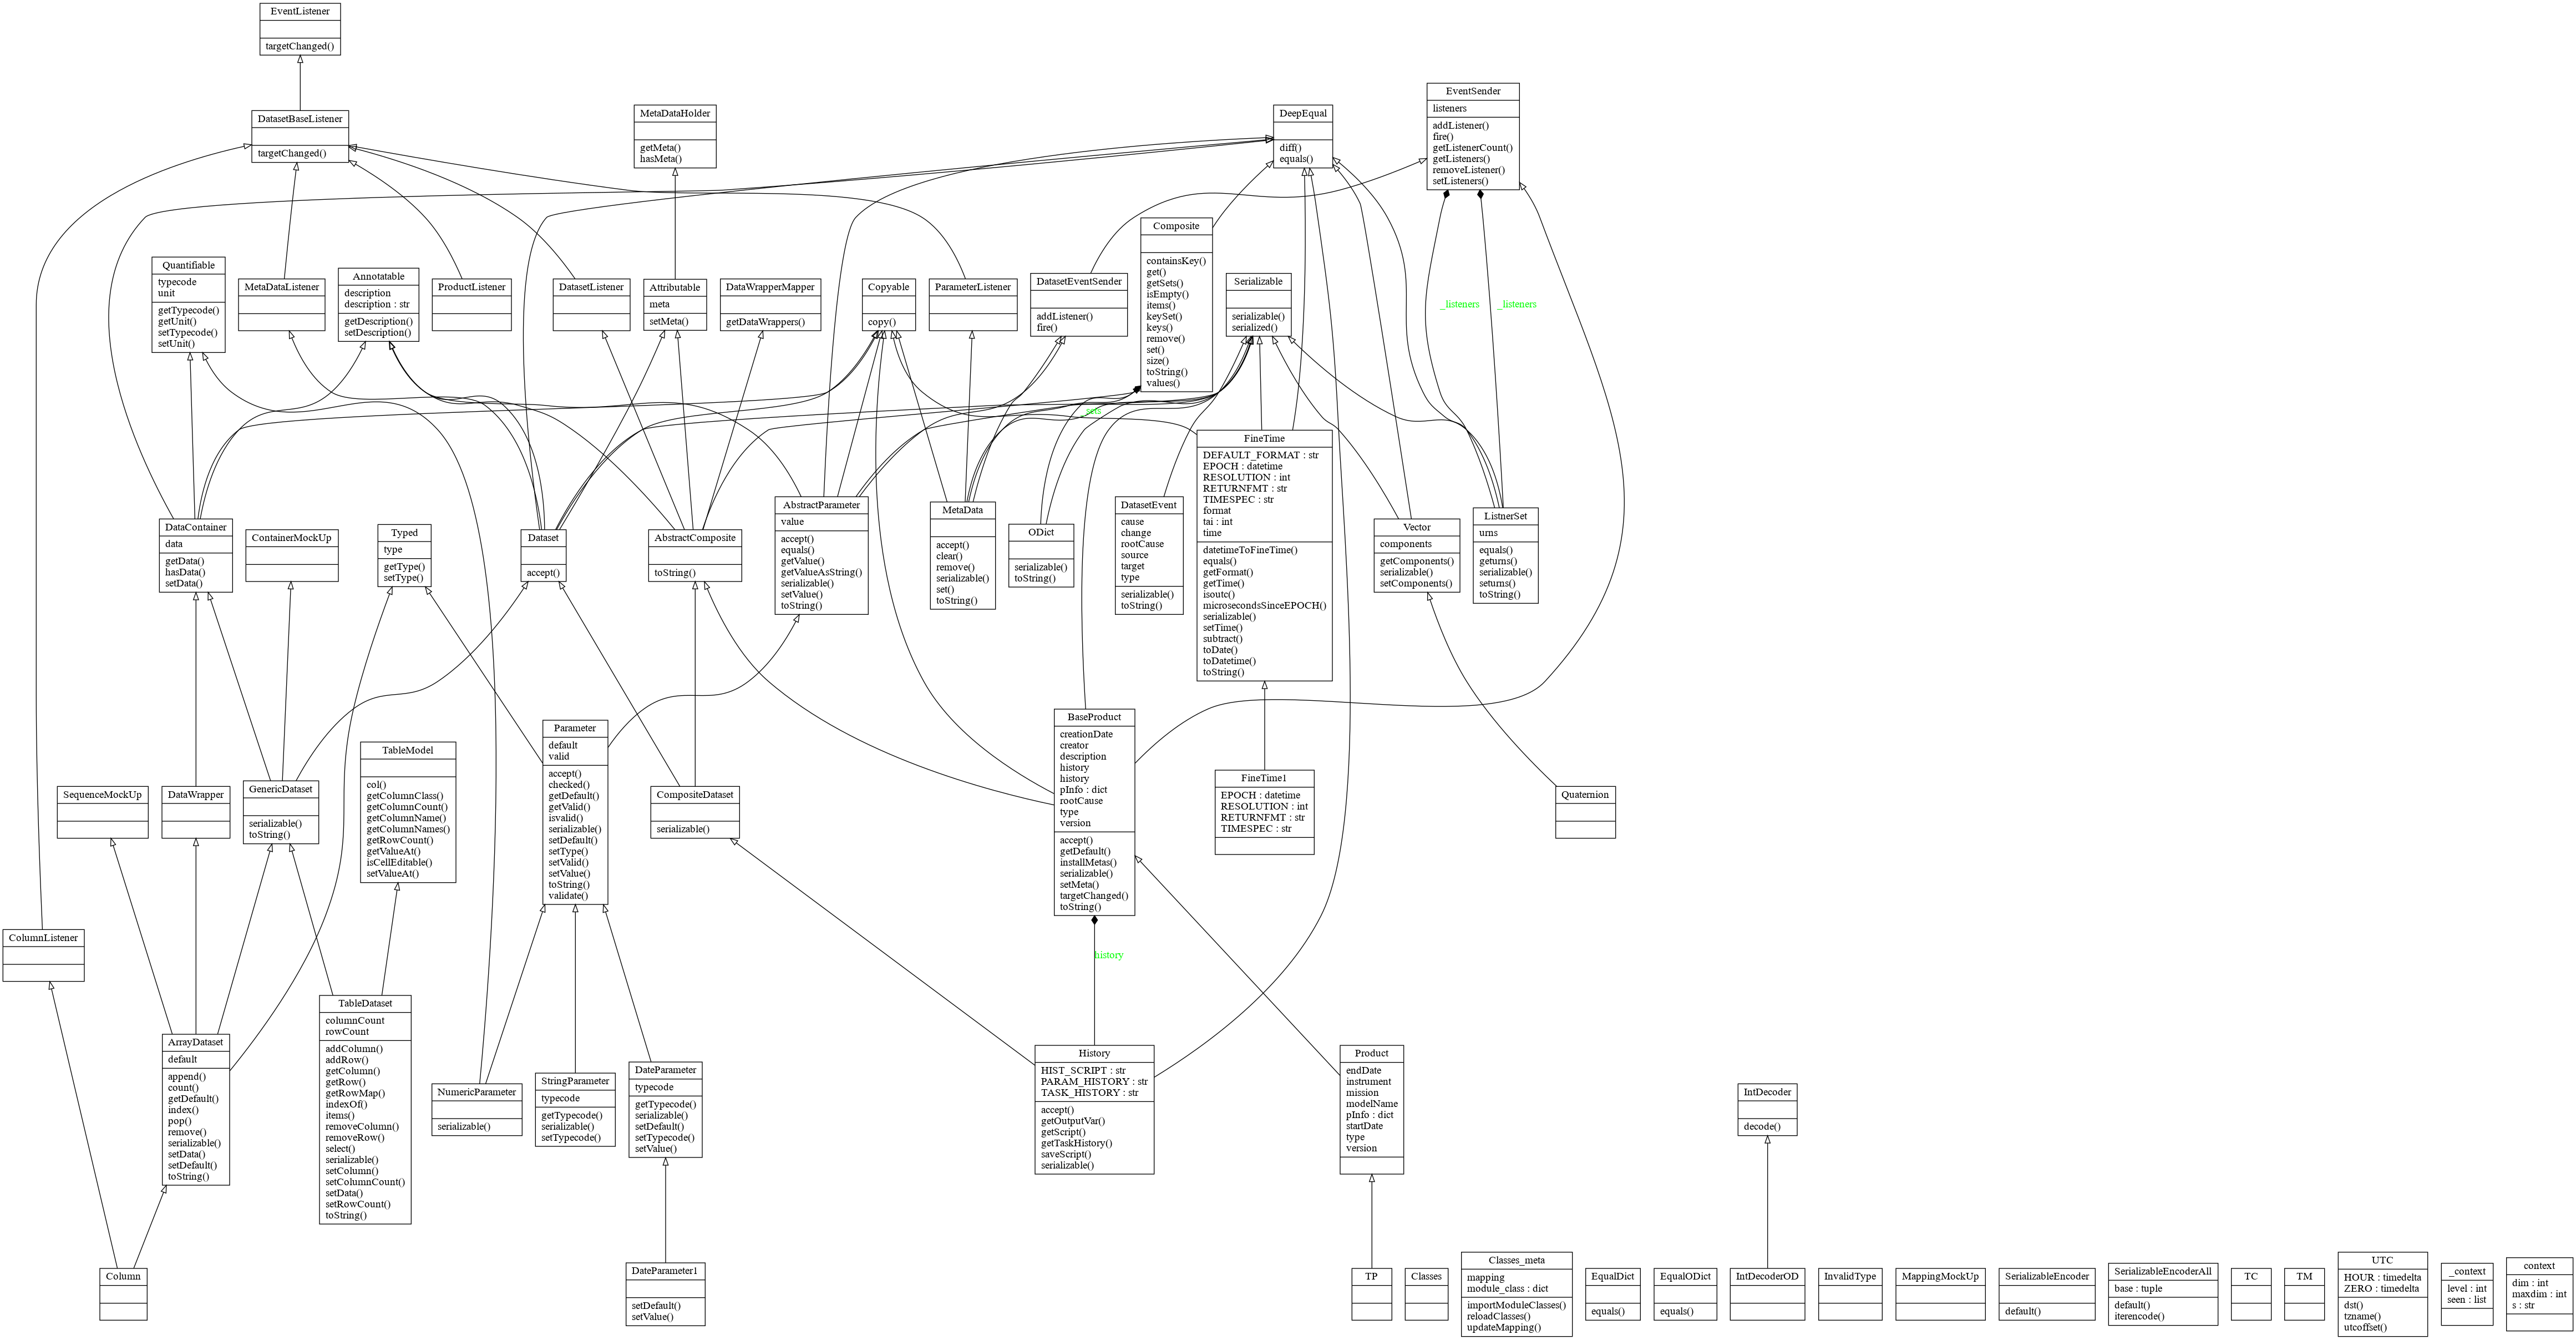 EventListener
targetChanged()
EventSender
listeners
addListener()
fire()
getListenerCount()
getListeners()
removeListener()
setListeners()
DatasetBaseListener
targetChanged()
MetaDataHolder
getMeta()
hasMeta()
DeepEqual
diff()
equals()
Composite
containsKey()
get()
getSets()
isEmpty()
items()
keySet()
keys()
remove()
set()
size()
toString()
values()
Quantifiable
typecode
unit
getTypecode()
getUnit()
setTypecode()
setUnit()
MetaDataListener
Annotatable
description
description : str
getDescription()
setDescription()
ProductListener
DatasetListener
Attributable
meta
setMeta()
DataWrapperMapper
getDataWrappers()
Copyable
copy()
ParameterListener
DatasetEventSender
addListener()
fire()
Serializable
serializable()
serialized()
_listeners
_listeners
_sets
FineTime
DEFAULT_FORMAT : str
EPOCH : datetime
RESOLUTION : int
RETURNFMT : str
TIMESPEC : str
format
tai : int
time
datetimeToFineTime()
equals()
getFormat()
getTime()
isoutc()
microsecondsSinceEPOCH()
serializable()
setTime()
subtract()
toDate()
toDatetime()
toString()
DataContainer
data
getData()
hasData()
setData()
ContainerMockUp
Typed
type
getType()
setType()
Dataset
accept()
AbstractComposite
toString()
AbstractParameter
value
accept()
equals()
getValue()
getValueAsString()
serializable()
setValue()
toString()
MetaData
accept()
clear()
remove()
serializable()
set()
toString()
ODict
serializable()
toString()
DatasetEvent
cause
change
rootCause
source
target
type
serializable()
toString()
Vector
components
getComponents()
serializable()
setComponents()
ListnerSet
urns
equals()
geturns()
serializable()
seturns()
toString()
BaseProduct
creationDate
creator
description
history
history
pInfo : dict
rootCause
type
version
accept()
getDefault()
installMetas()
serializable()
setMeta()
targetChanged()
toString()
Parameter
default
valid
accept()
checked()
getDefault()
getValid()
isvalid()
serializable()
setDefault()
setType()
setValid()
setValue()
toString()
validate()
TableModel
col()
getColumnClass()
getColumnCount()
getColumnName()
getColumnNames()
getRowCount()
getValueAt()
isCellEditable()
setValueAt()
SequenceMockUp
DataWrapper
GenericDataset
serializable()
toString()
CompositeDataset
serializable()
FineTime1
EPOCH : datetime
RESOLUTION : int
RETURNFMT : str
TIMESPEC : str
Quaternion
ColumnListener
history
ArrayDataset
default
append()
count()
getDefault()
index()
pop()
remove()
serializable()
setData()
setDefault()
toString()
TableDataset
columnCount
rowCount
addColumn()
addRow()
getColumn()
getRow()
getRowMap()
indexOf()
items()
removeColumn()
removeRow()
select()
serializable()
setColumn()
setColumnCount()
setData()
setRowCount()
toString()
NumericParameter
serializable()
StringParameter
typecode
getTypecode()
serializable()
setTypecode()
DateParameter
typecode
getTypecode()
serializable()
setDefault()
setTypecode()
setValue()
History
HIST_SCRIPT : str
PARAM_HISTORY : str
TASK_HISTORY : str
accept()
getOutputVar()
getScript()
getTaskHistory()
saveScript()
serializable()
Product
endDate
instrument
mission
modelName
pInfo : dict
startDate
type
version
IntDecoder
decode()
Column
DateParameter1
setDefault()
setValue()
TP
Classes
Classes_meta
mapping
module_class : dict
importModuleClasses()
reloadClasses()
updateMapping()
EqualDict
equals()
EqualODict
equals()
IntDecoderOD
InvalidType
MappingMockUp
SerializableEncoder
default()
SerializableEncoderAll
base : tuple
default()
iterencode()
TC
TM
UTC
HOUR : timedelta
ZERO : timedelta
dst()
tzname()
utcoffset()
_context
level : int
seen : list
context
dim : int
maxdim : int
s : str